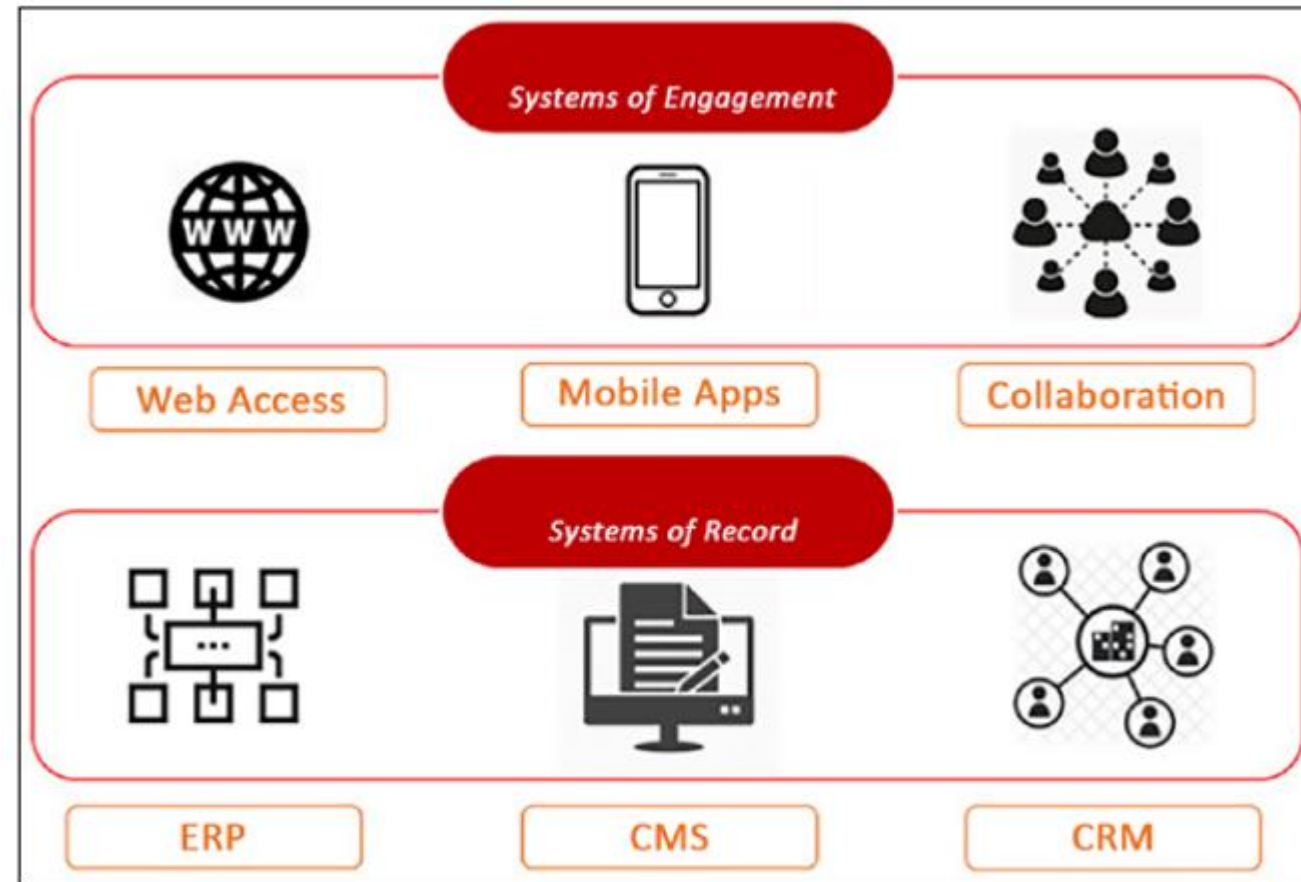 Systems of Engagement
WWW
Web Access
Mobile Apps
Collaboration
Systems of Record
ERP
CMS
CRM